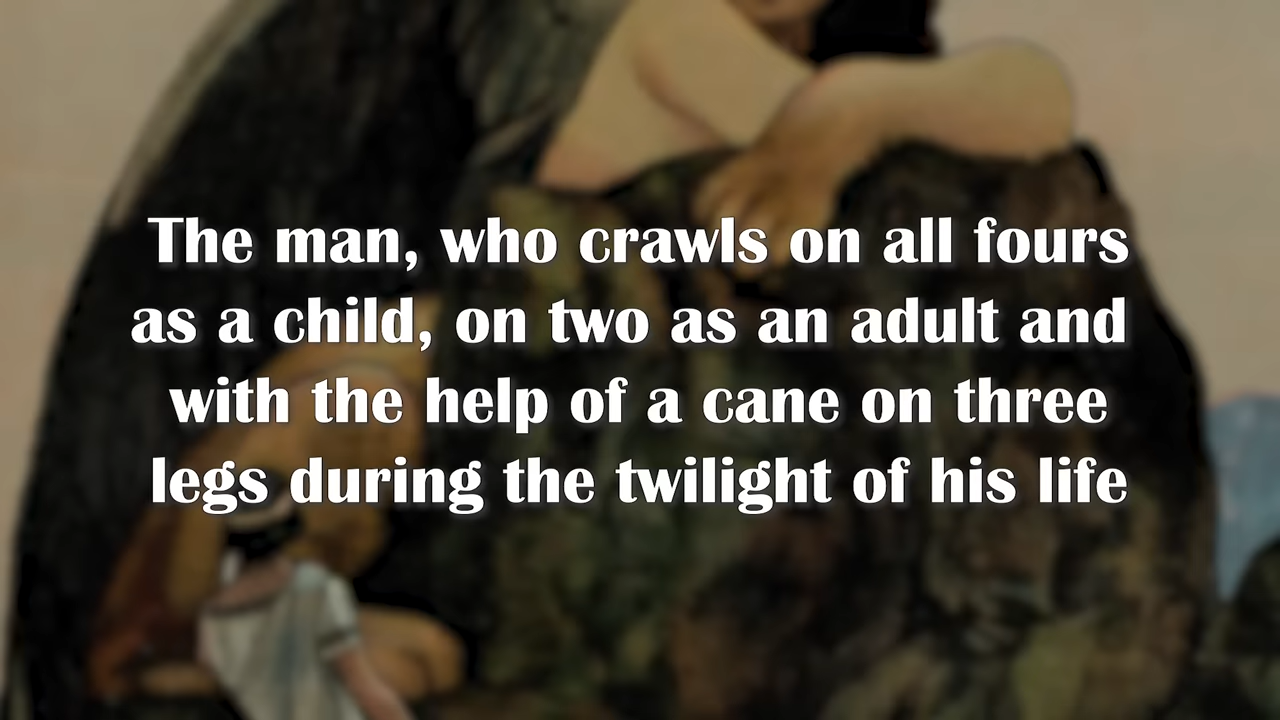 The man, who crawls on all fours
as a child, on two as an adult and
with the help of a cane on three
legs during the twilight of his life